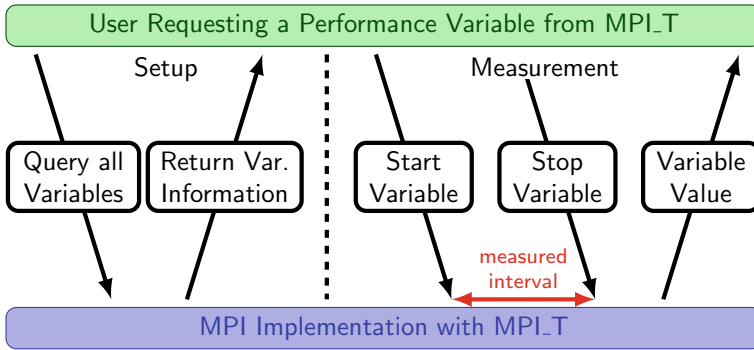 User Requesting a Performance Variable from MPI_T
Setup
Measurement
Query all
Variables
Return Var.
Information
Start
Variable
Stop
Variable
Variable
Value
measured
interval
MPI Implementation with MPI_T